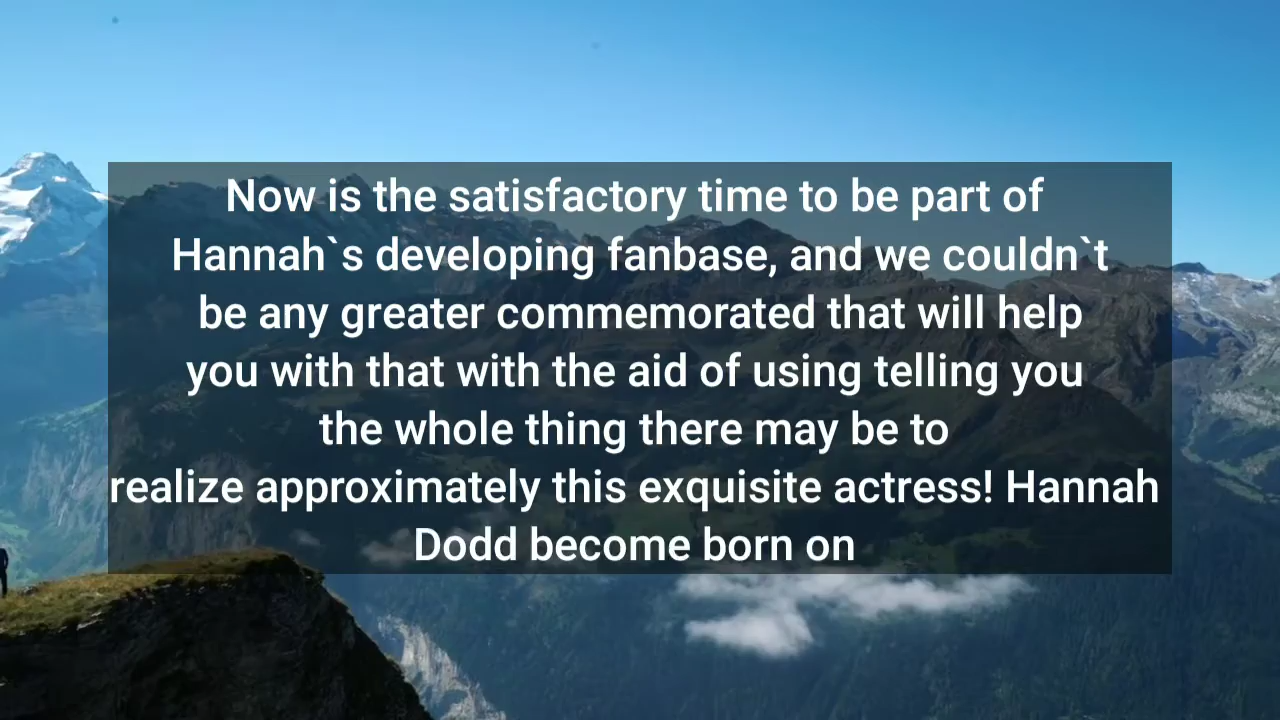 Now is the satisfactory time to be part of
Hannah`s developing fanbase, and we couldn`t
be any greater commemorated that will help
you with that with the aid of using telling you
the whole thing there may be to
realize approximately this exquisite actress! Hannah
Dodd become born on